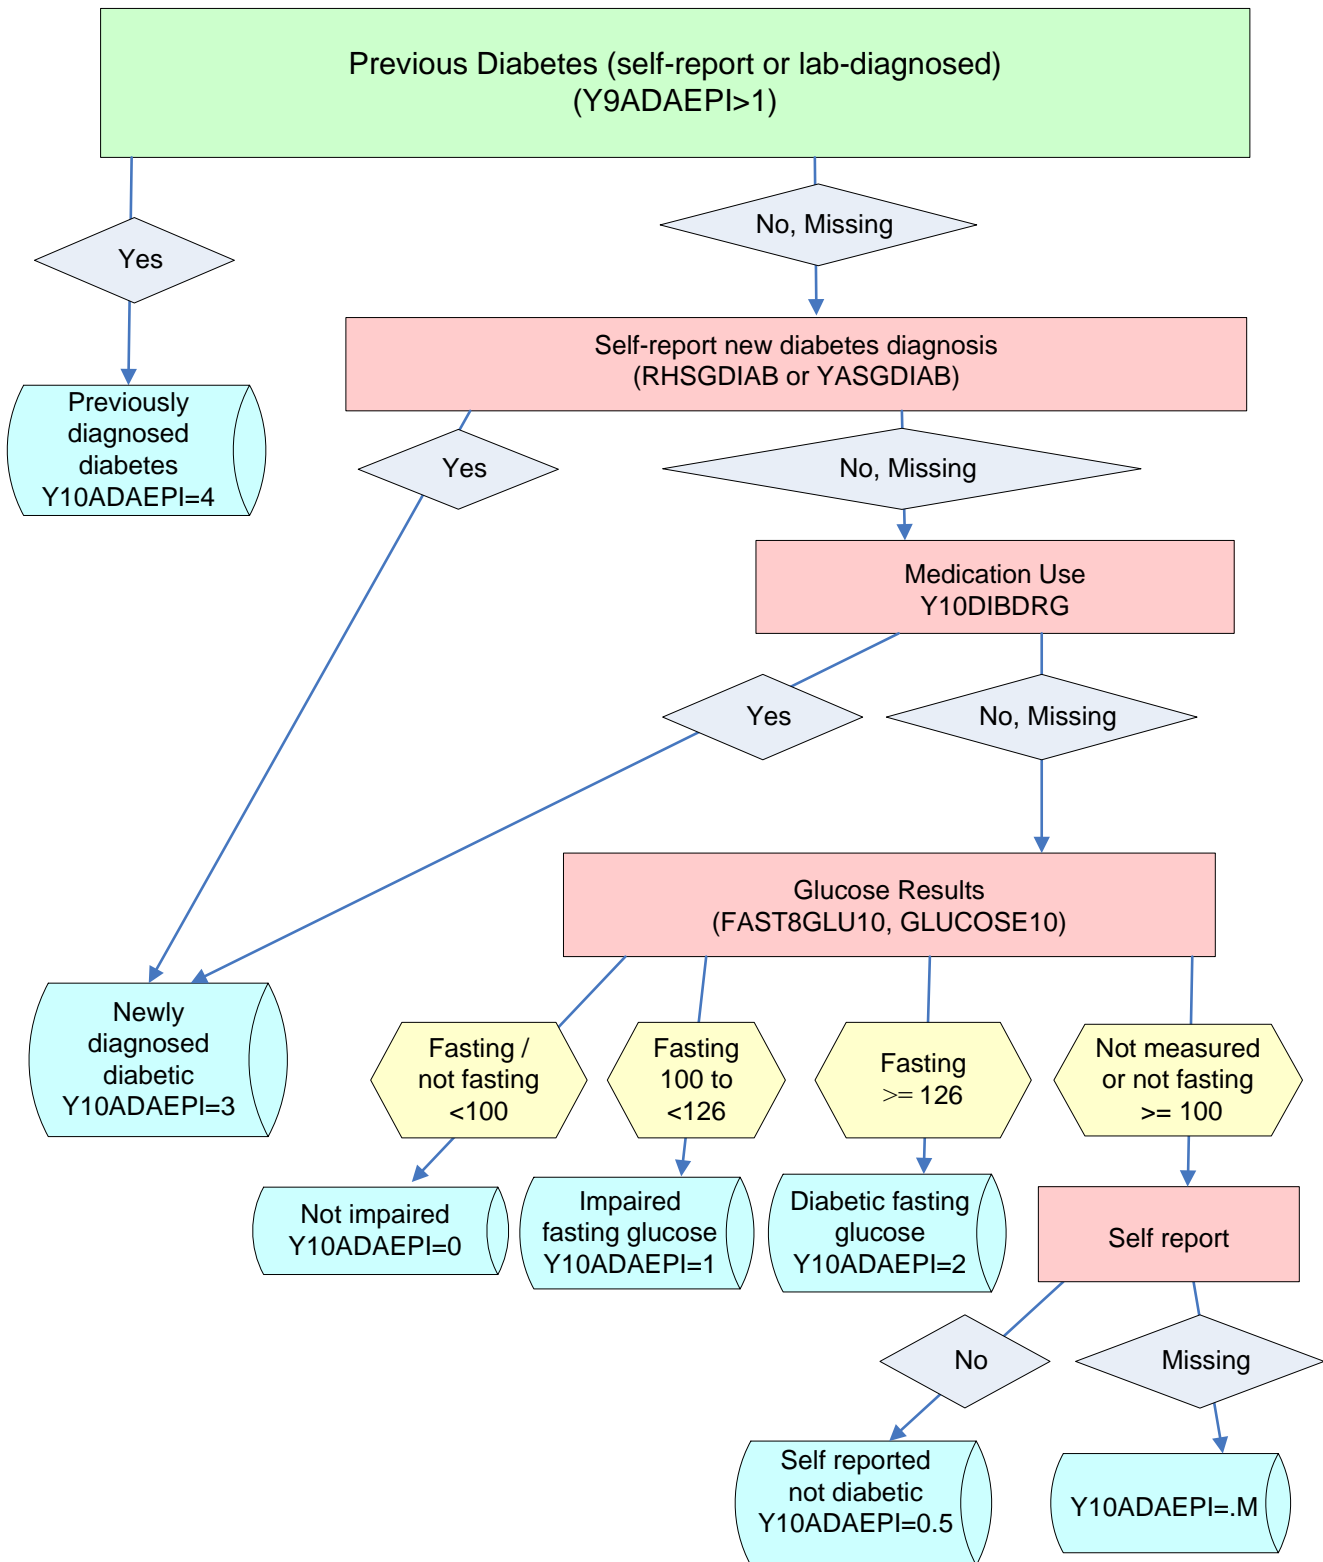 Previous Diabetes (self-report or lab-diagnosed)
(Y9ADAEPI>1)
No, Missing
Yes
Self-report new diabetes diagnosis
(RHSGDIAB or YASGDIAB)
Previously
diagnosed
diabetes
Y10ADAEPI=4
Yes
No, Missing
Medication Use
Y10DIBDRG
Yes
No, Missing
Glucose Results
(FAST8GLU10, GLUCOSE10)
Newly
diagnosed
diabetic
Y10ADAEPI=3
Fasting /
not fasting
<100
Fasting
100 to
<126
Fasting
>= 126
Not measured
or not fasting
>= 100
Not impaired
Y10ADAEPI=0
Impaired
fasting glucose
Y10ADAEPI=1
Diabetic fasting
glucose
Y10ADAEPI=2
Self report
No
Missing
Self reported
not diabetic
Y10ADAEPI=0.5
Y10ADAEPI=.M